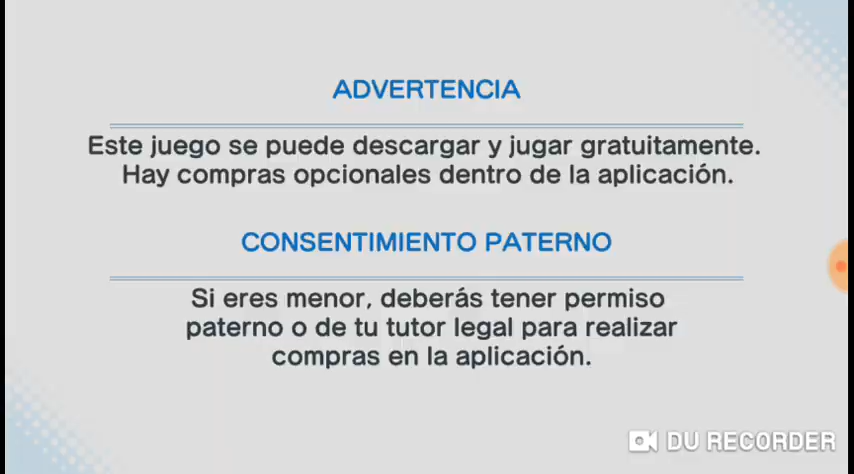 ADVERTENCIA
Este juego se puede descargar y jugar gratuitamente.
Hay compras opcionales dentro de la aplicación.
CONSENTIMIENTO PATERNO
Si eres menor, deberás tener permiso
paterno o de tu tutor legal para realizar
compras en la aplicación.
DU RECORDER